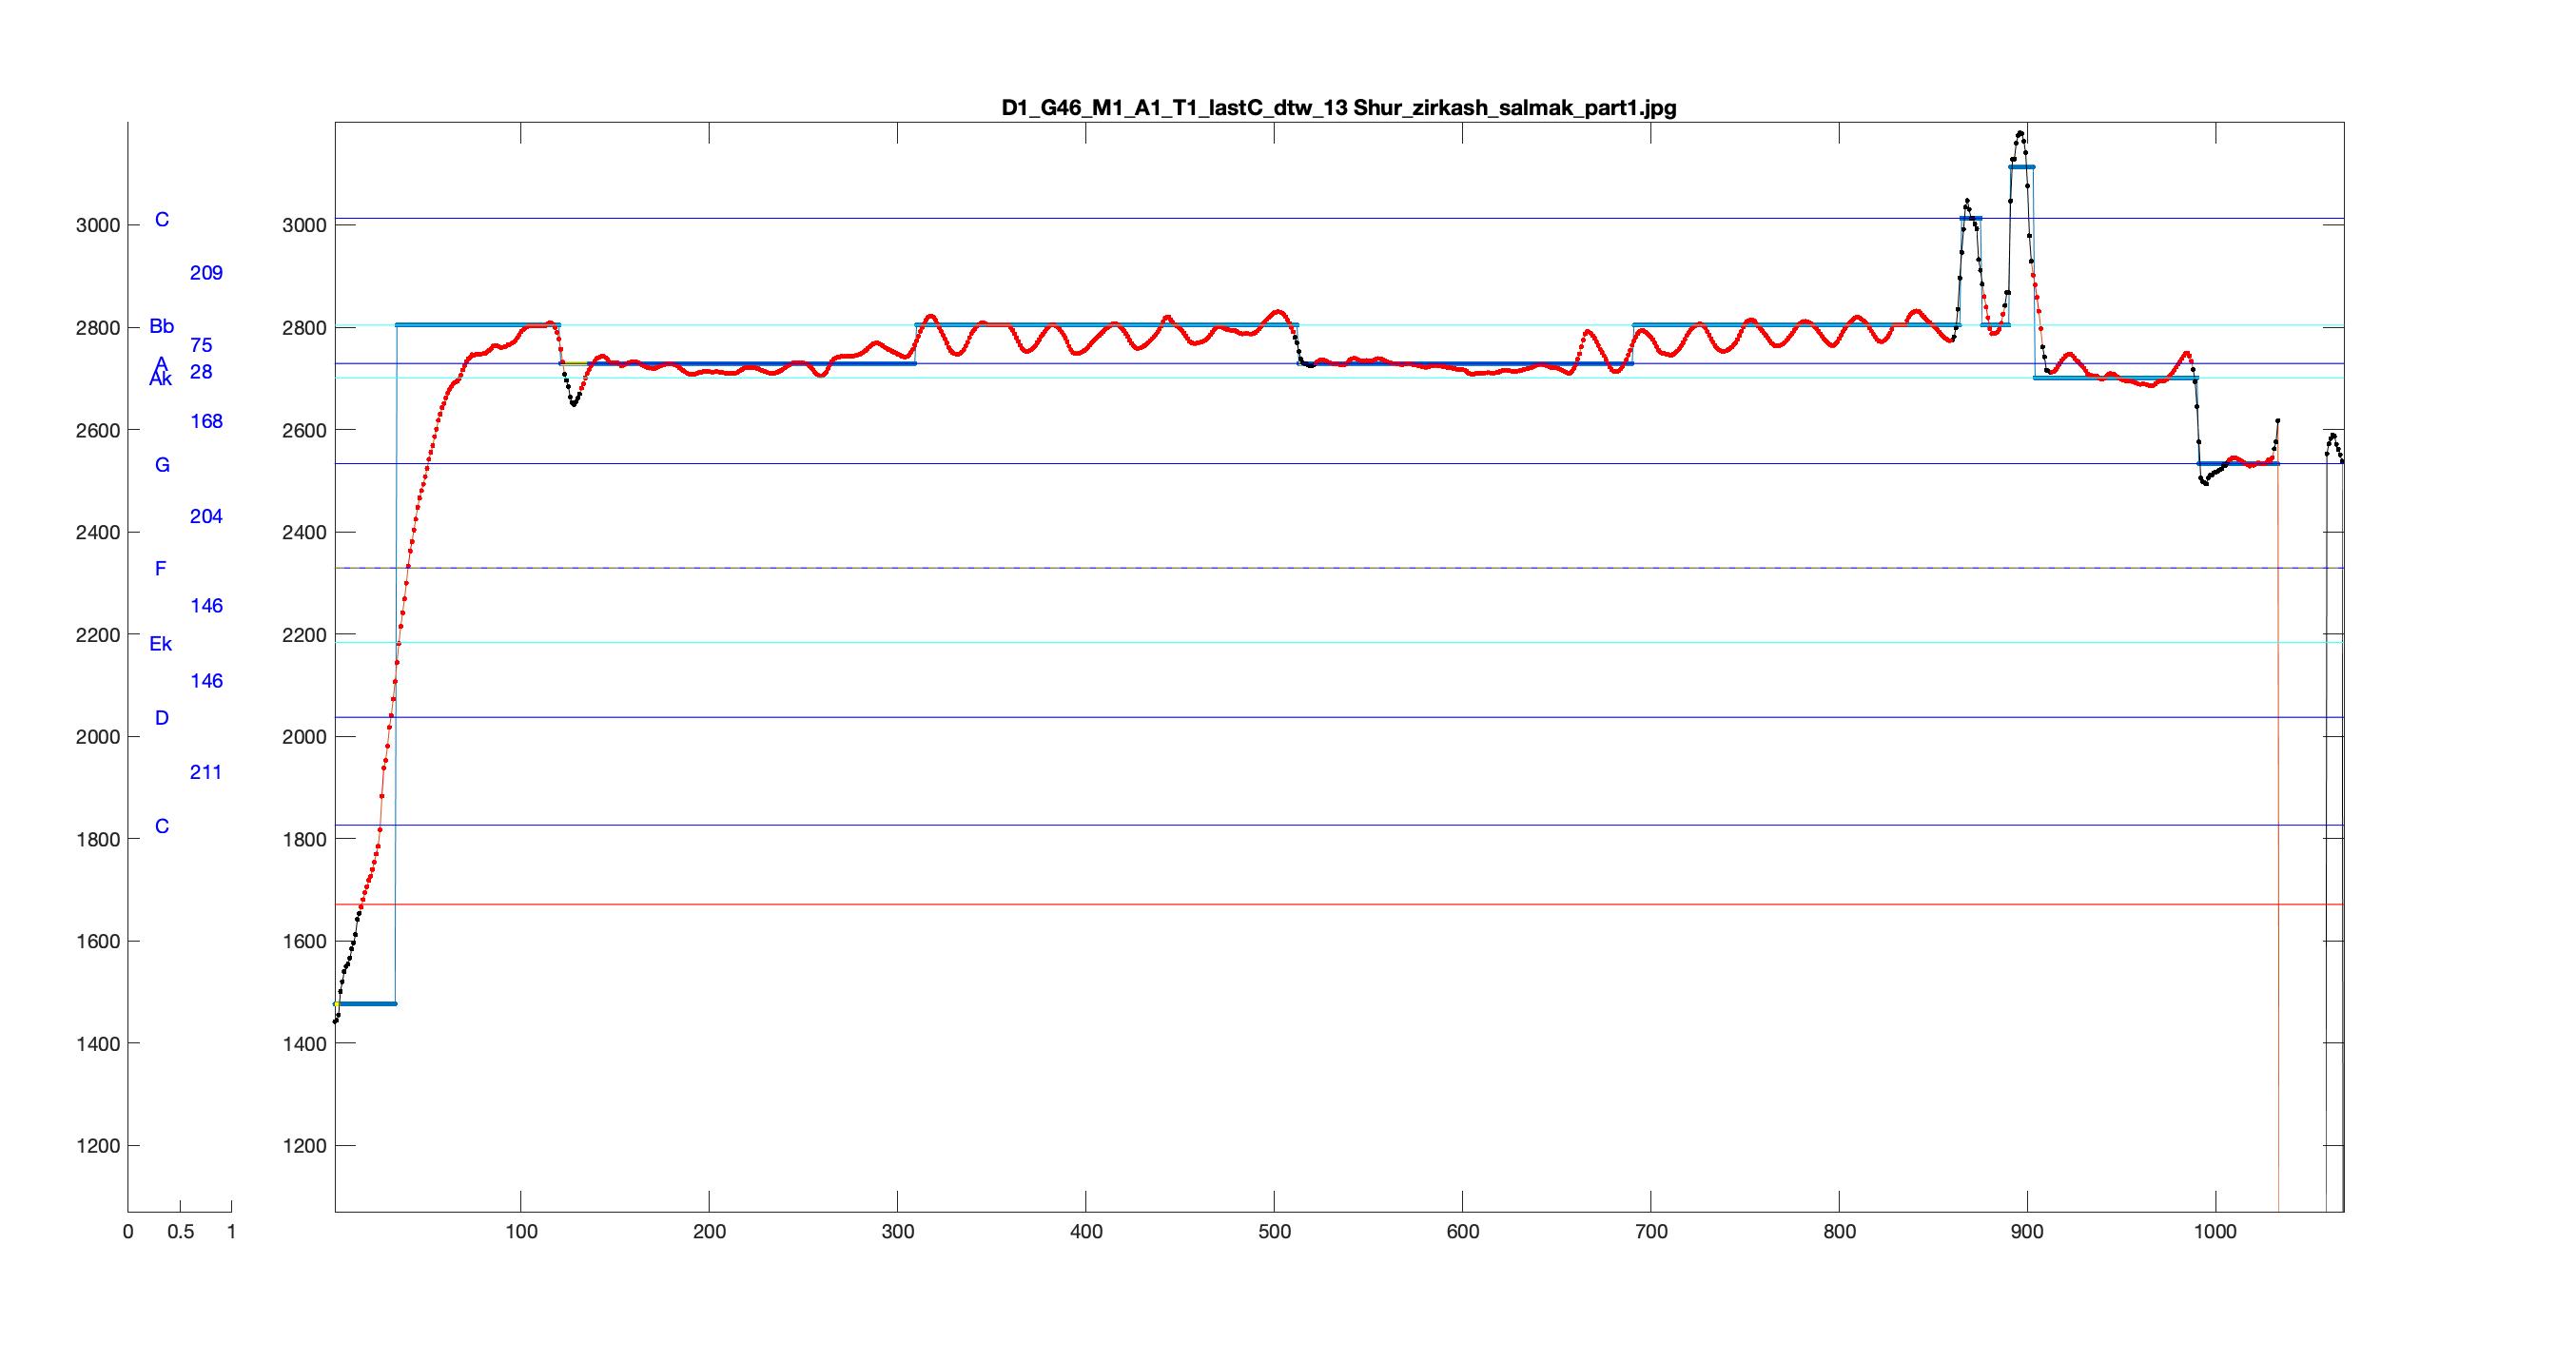 D1_G46_M1_A1_T1_lastC_dtw_13 Shur_zirkash_salmak_part1.jpg
3000 C 3000
209
2800 Bb 2800
75
A
28
Ak
168
2600 2600
G
204
2400 2400
F
146
2200 Ek 2200
146
D
2000 2000
211
C
1800 1800
1600 1600
1400 1400
1200 1200
0 0.5 1 100 200 300 400 500 600 700 800 900 1000